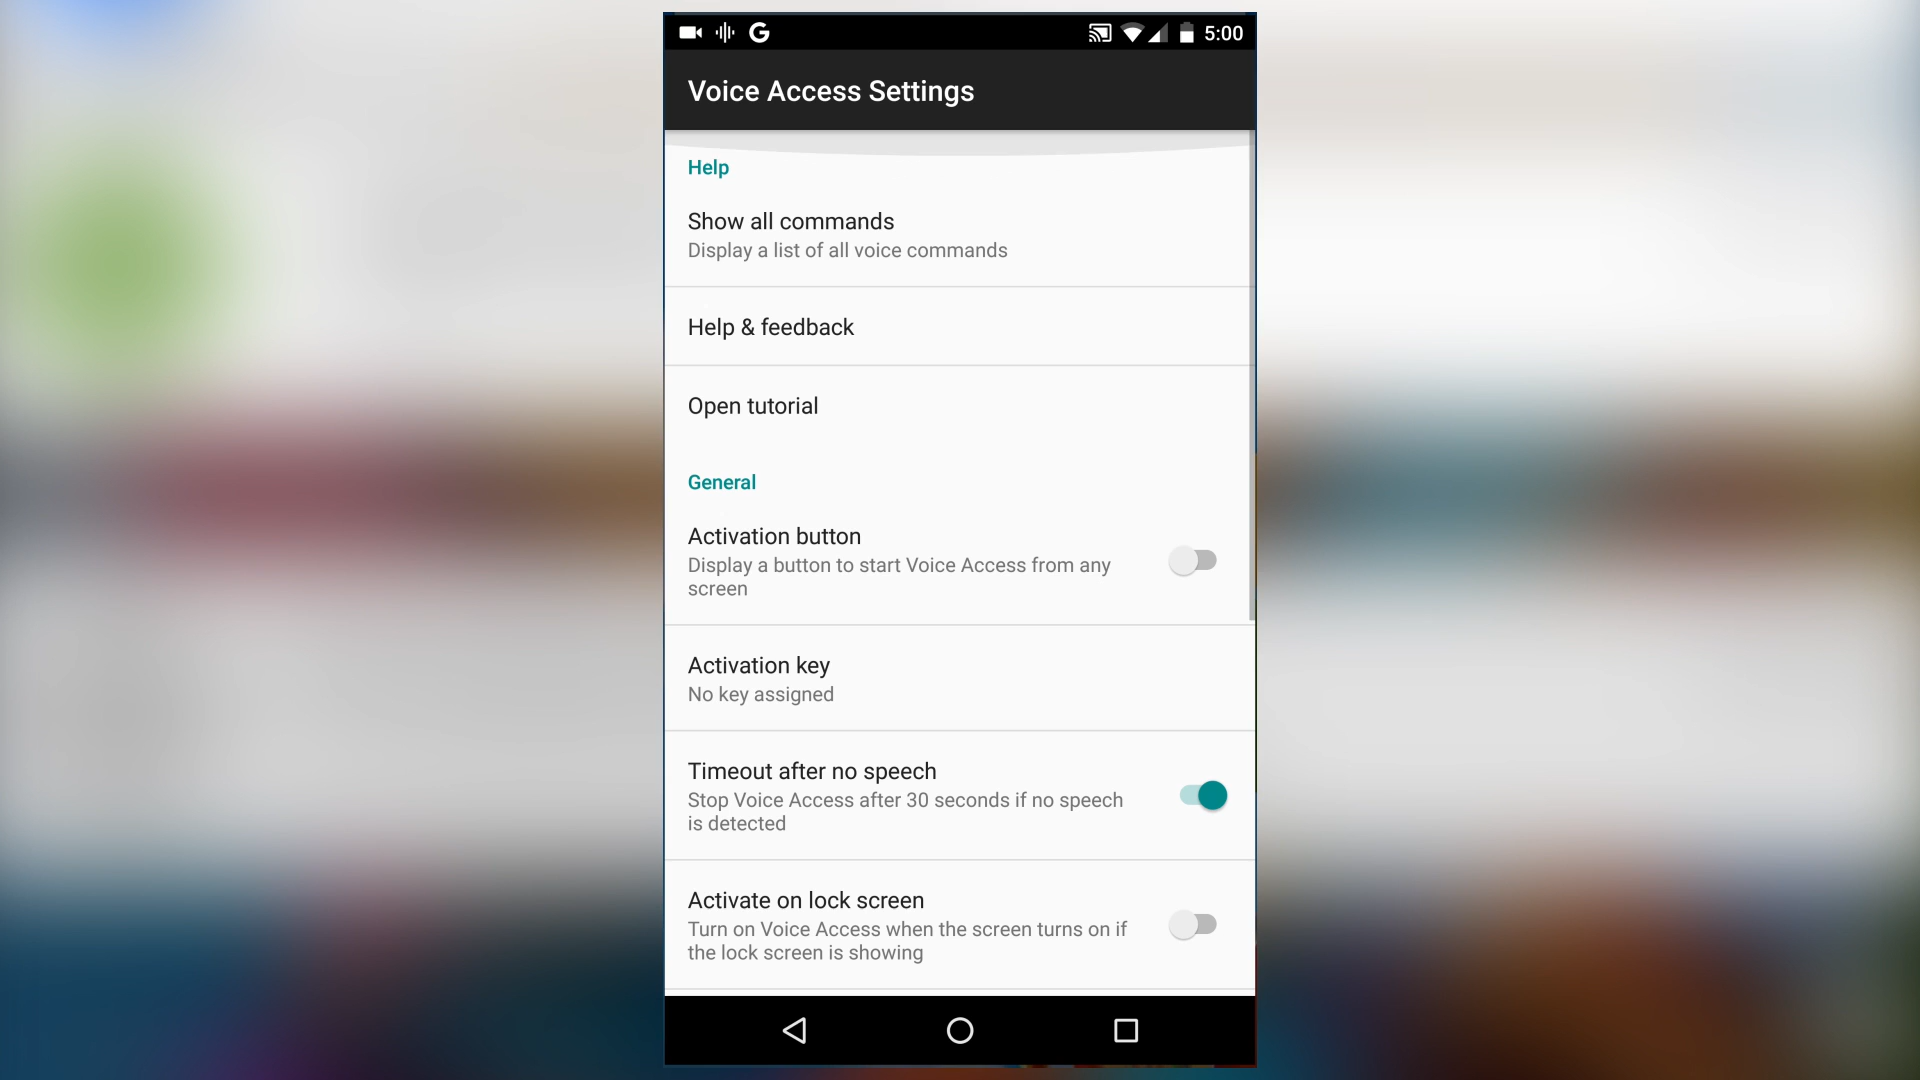 5:00
Voice Access Settings
Help
Show all commands
Display a list of all voice commands
Help & feedback
Open tutorial
General
Activation button
Display a button to start Voice Access from any
screen
Activation key
No key assigned
Timeout after no speech
Stop Voice Access after 30 seconds if no speech
is detected
Activate on lock screen
Turn on Voice Access when the screen turns on if
the lock screen is showing